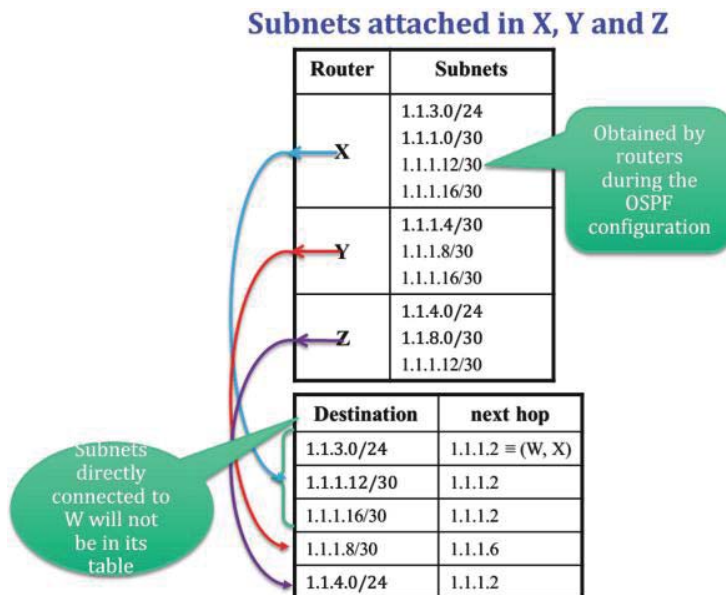 Subnets attached in X, Y and Z
Router Subnets
X
1.1.3.0/24
1.1.1.0/30
1.1.1.12/30
1.1.1.16/30
Y
1.1.1.4/30
1.1.1.8/30
1.1.1.16/30
Z
1.1.4.0/24
1.1.8.0/30
1.1.1.12/30
Obtained by
routers
during the
OSPF
configuration
Destination next hop
1.1.3.0/24 1.1.1.2 ≡ (W, X)
1.1.1.12/30 1.1.1.2
1.1.1.16/30 1.1.1.2
1.1.1.8/30 1.1.1.6
1.1.4.0/24 1.1.1.2
Subnets
directly
connected to
W will not
be in its
table